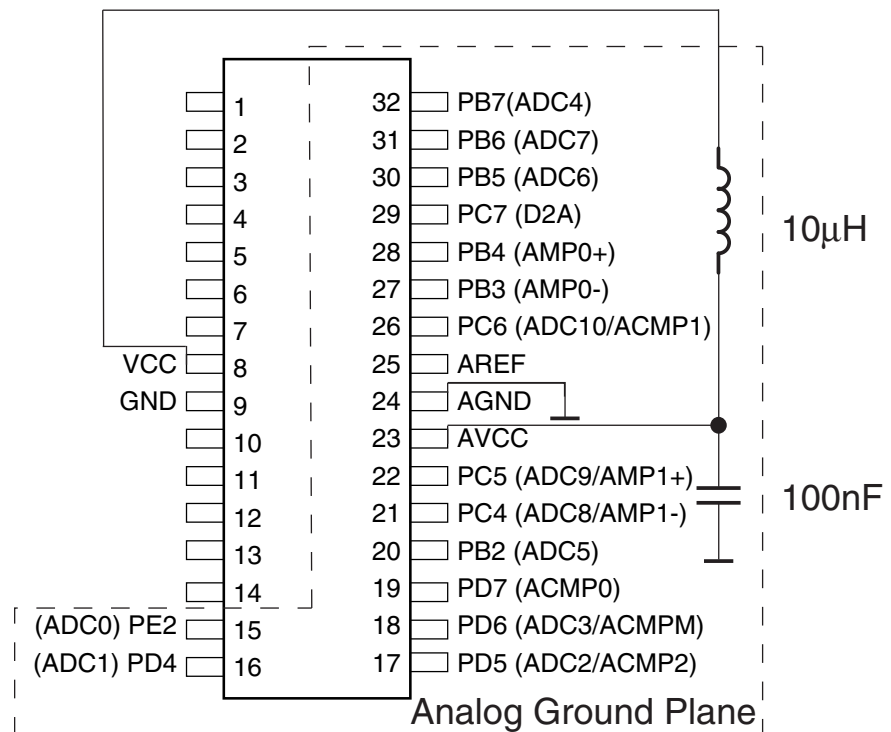 1 32 PB7(ADC4)
2 31 PB6 (ADC7)
3 30 PB5 (ADC6)
4 29 PC7 (D2A)
5 28 PB4 (AMP0+)
6 27 PB3 (AMP0-)
7 26 PC6 (ADC10/ACMP1)
VCC 8 25 AREF
GND 9 24 AGND
10 23 AVCC
11 22 PC5 (ADC9/AMP1+)
12 21 PC4 (ADC8/AMP1-)
13 20 PB2 (ADC5)
14 19 PD7 (ACMP0)
(ADC0) PE2 15 18 PD6 (ADC3/ACMPM)
(ADC1) PD4 16 17 PD5 (ADC2/ACMP2)
10μH
100nF
Analog Ground Plane